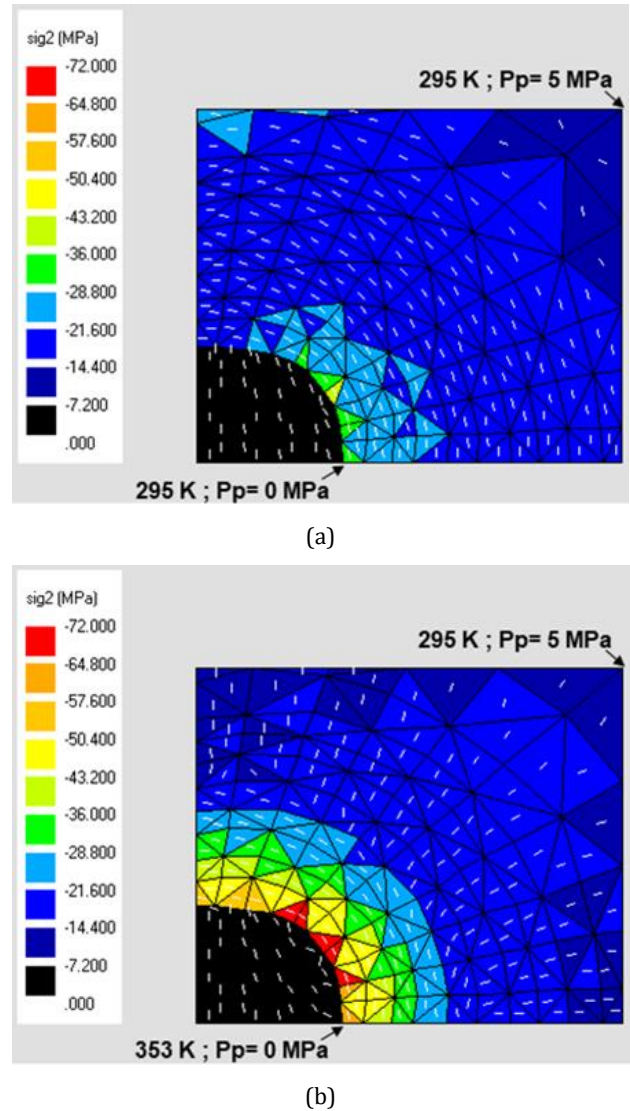 sig2 (MPa)
-72.000
-64.800
-57.600
-50.400
-43.200
-36.000
-28.800
-21.600
-14.400
-7.200
.000
295 K ; Pp= 5 MPa
295 K ; Pp= 0 MPa
(a)
sig2 (MPa)
-72.000
-64.800
-57.600
-50.400
-43.200
-36.000
-28.800
-21.600
-14.400
-7.200
.000
295 K ; Pp= 5 MPa
353 K ; Pp= 0 MPa
(b)